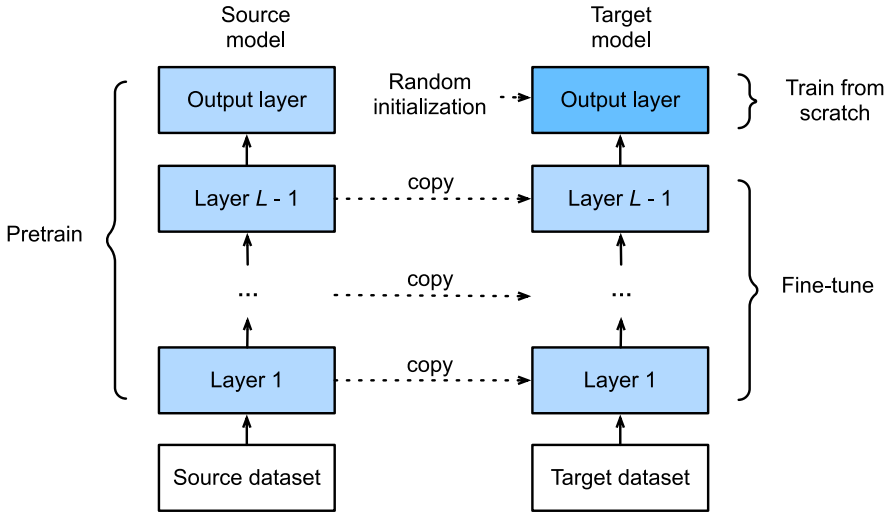 Source
model
Target
model
Output layer
Random
initialization
Output layer
Train from
scratch
Layer L - 1
copy
Layer L - 1
Pretrain
...
copy
...
Fine-tune
Layer 1
copy
Layer 1
Source dataset
Target dataset